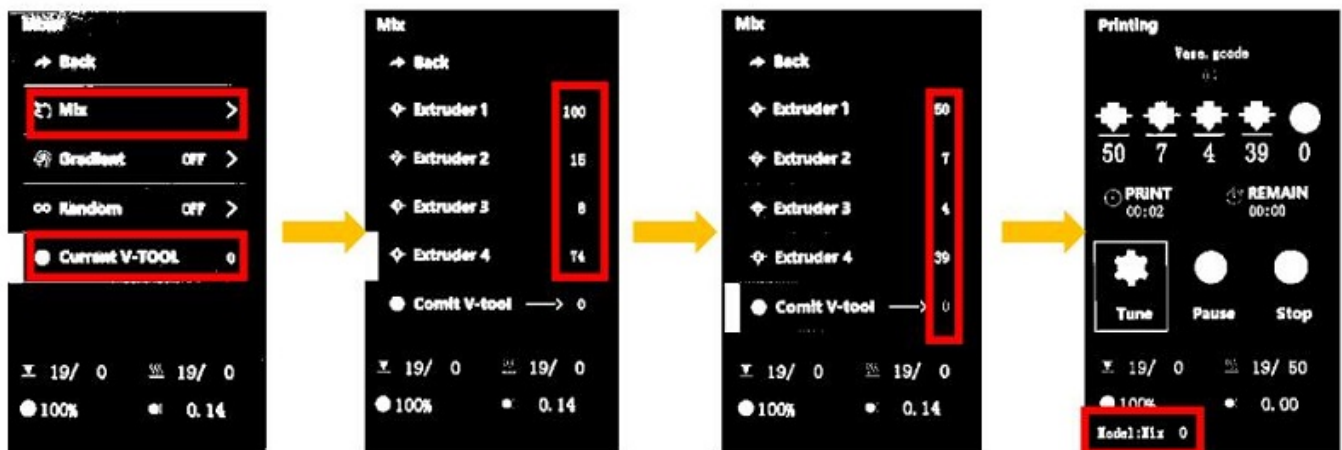 Mixer
Back
Mix >
Gradient OFF >
Random OFF >
Current V-TOOL 0
19/ 0 19/ 0
100% 0.14
Mix
Back
Extruder 1 100
Extruder 2 15
Extruder 3 8
Extruder 4 74
Comit V-tool → 0
19/ 0 19/ 0
100% 0.14
Mix
Back
Extruder 1 50
Extruder 2 7
Extruder 3 4
Extruder 4 39
Comit V-tool → 0
19/ 0 19/ 0
100% 0.14
Printing
Vase.gcode
50 7 4 39 0
PRINT REMAIN
00:02 00:00
Tune Pause Stop
19/ 0 19/ 50
100% 0.00
Model:Mix 0